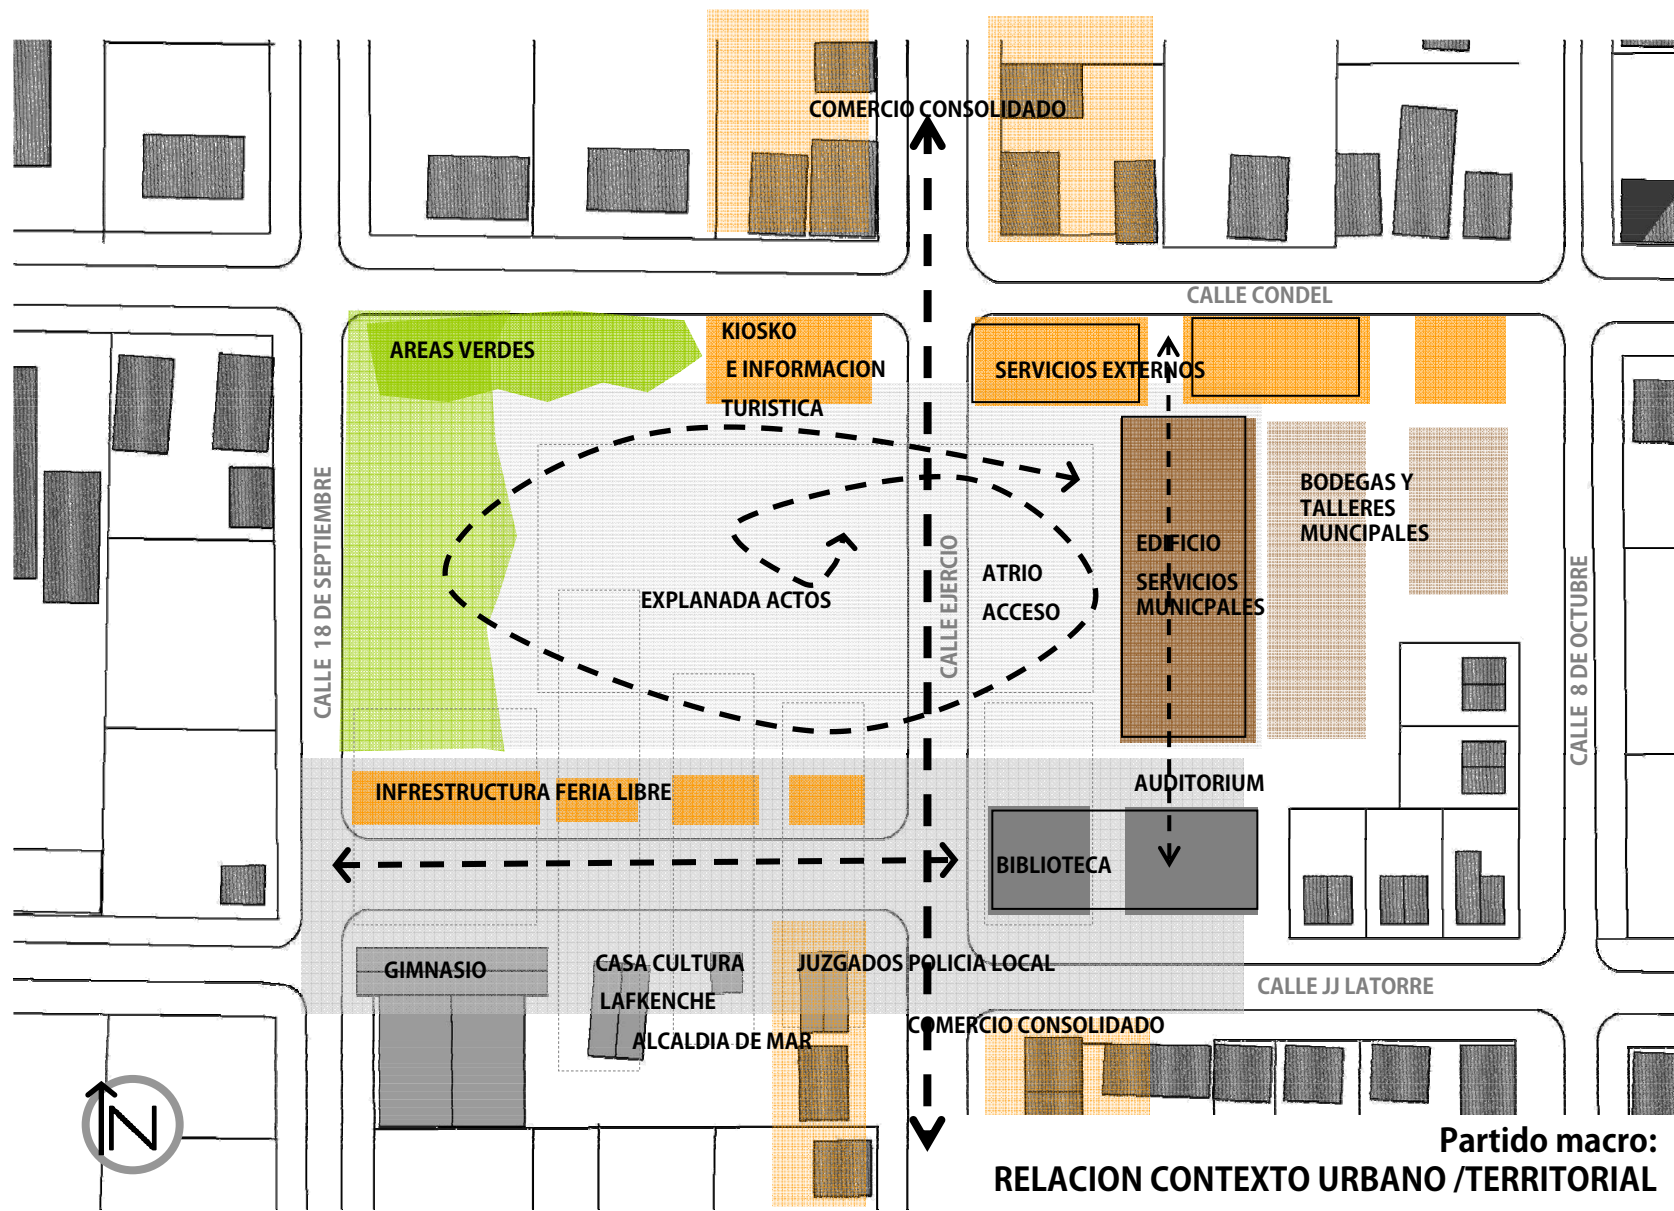 COMERCIO CONSOLIDADO
CALLE CONDEL
AREAS VERDES
KIOSKO
E INFORMACION
TURISTICA
SERVICIOS EXTERNOS
CALLE  18 DE SEPTIEMBRE
EXPLANADA ACTOS
CALLE EJERCIO
ATRIO
ACCESO
EDIFICIO
SERVICIOS
MUNICPALES
BODEGAS Y
TALLERES
MUNCIPALES
CALLE  8 DE OCTUBRE
INFRESTRUCTURA FERIA LIBRE
AUDITORIUM
BIBLIOTECA
GIMNASIO
CASA CULTURA
LAFKENCHE
ALCALDIA DE MAR
JUZGADOS POLICIA LOCAL
CALLE JJ LATORRE
COMERCIO CONSOLIDADO
N
Partido macro:
RELACION CONTEXTO URBANO /TERRITORIAL